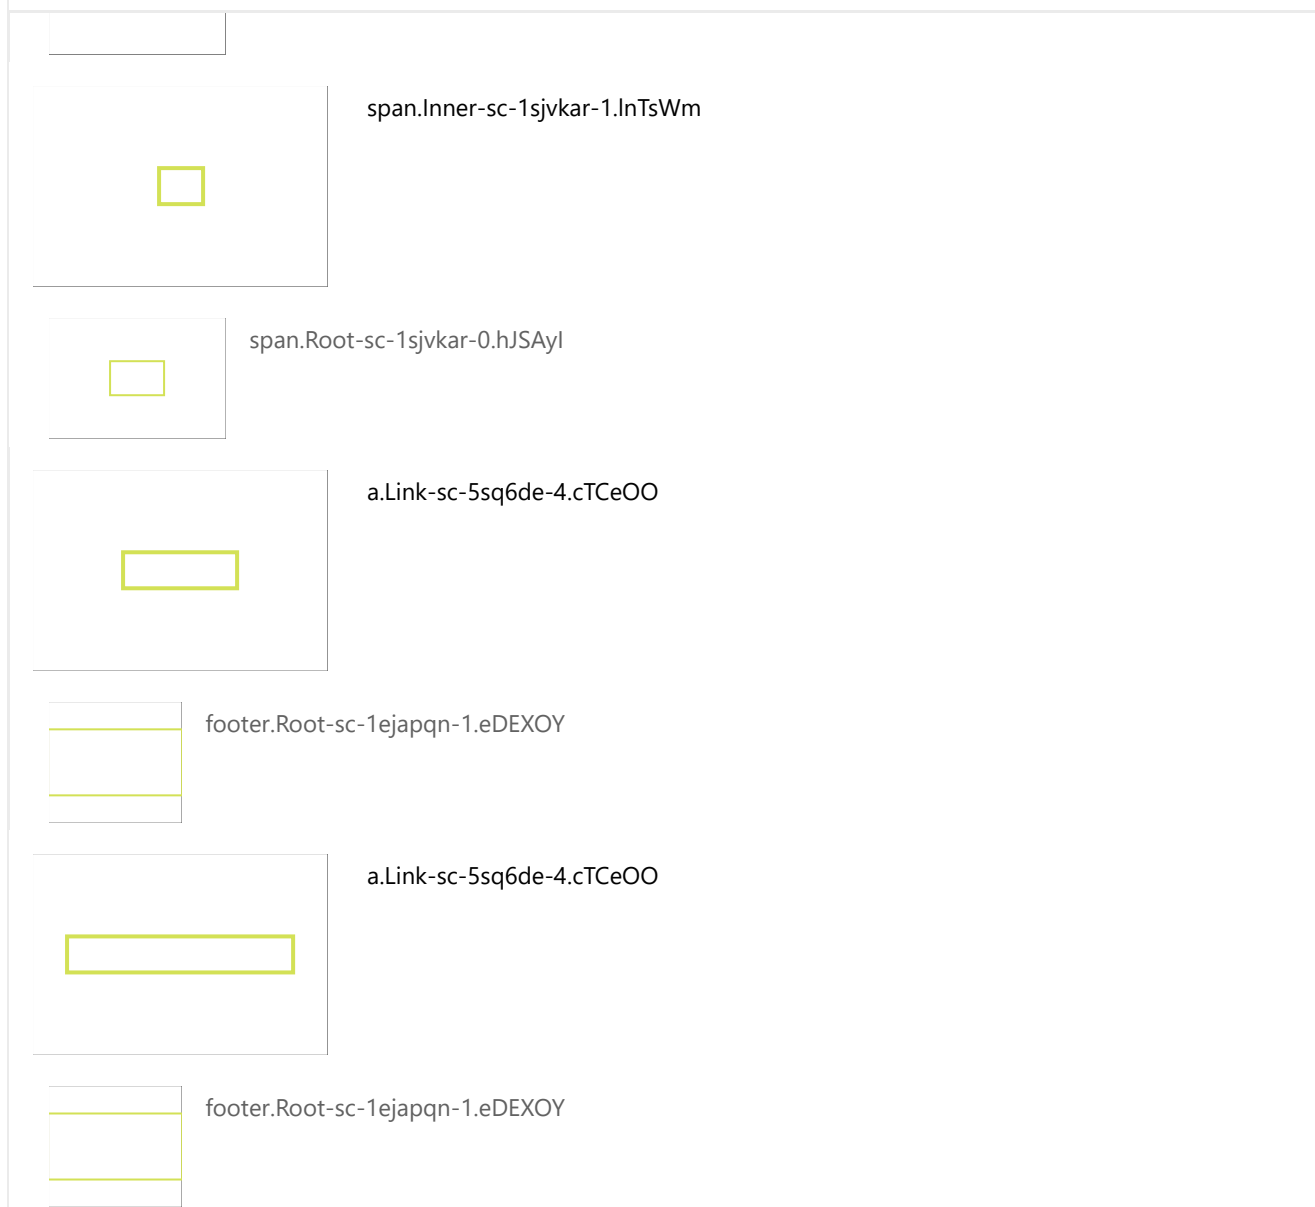 span.Inner-sc-1sjvkar-1.lnTsWm
span.Root-sc-1sjvkar-0.hJSAyI
a.Link-sc-5sq6de-4.cTCeOO
footer.Root-sc-1ejapqn-1.eDEXOY
a.Link-sc-5sq6de-4.cTCeOO
footer.Root-sc-1ejapqn-1.eDEXOY